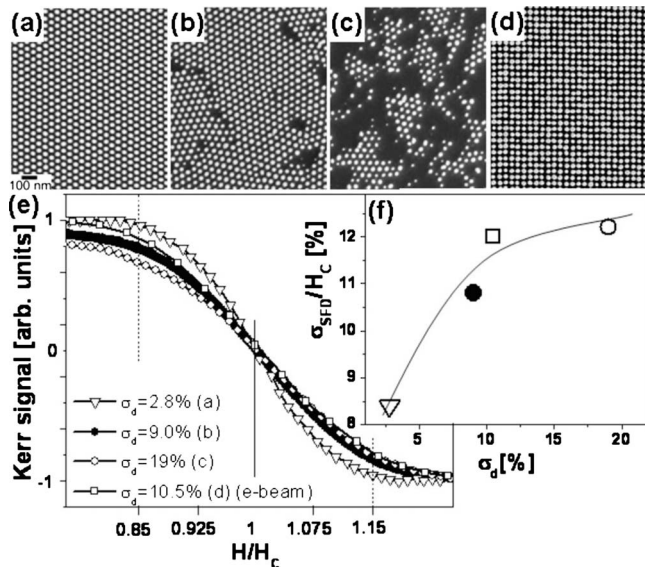 (a)
(b)
(c)
(d)
100 nm
(e)
(f)
Kerr signal [arb. units]
1
0
-1
σd=2.8% (a)
σd=9.0% (b)
σd=19% (c)
σd=10.5% (d) (e-beam)
0.85 0.925 1 1.075 1.15
H/HC
σSFD/HC [%]
12
11
10
9
8
5 10 15 20
σd[%]